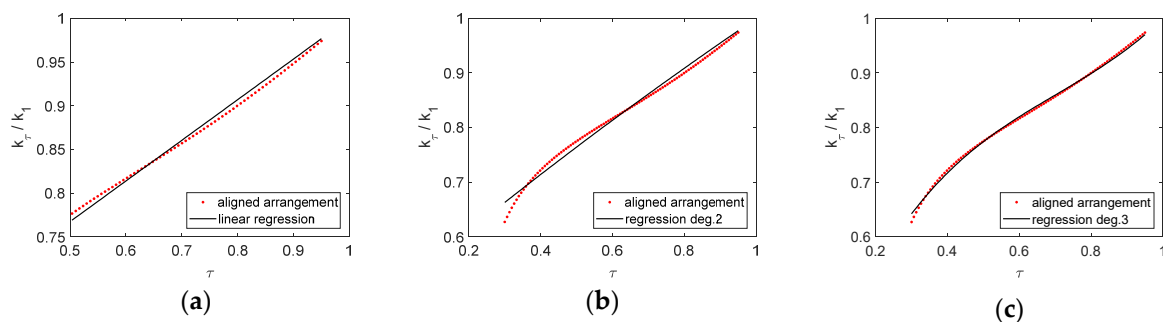 1
0.95
0.9
0.85
0.8
0.75
k_τ / k_1
aligned arrangement
linear regression
0.5 0.6 0.7 0.8 0.9 1
τ
(a)
1
0.9
0.8
0.7
0.6
k_τ / k_1
aligned arrangement
regression deg.2
0.2 0.4 0.6 0.8 1
τ
(b)
1
0.9
0.8
0.7
0.6
k_τ / k_1
aligned arrangement
regression deg.3
0.2 0.4 0.6 0.8 1
τ
(c)